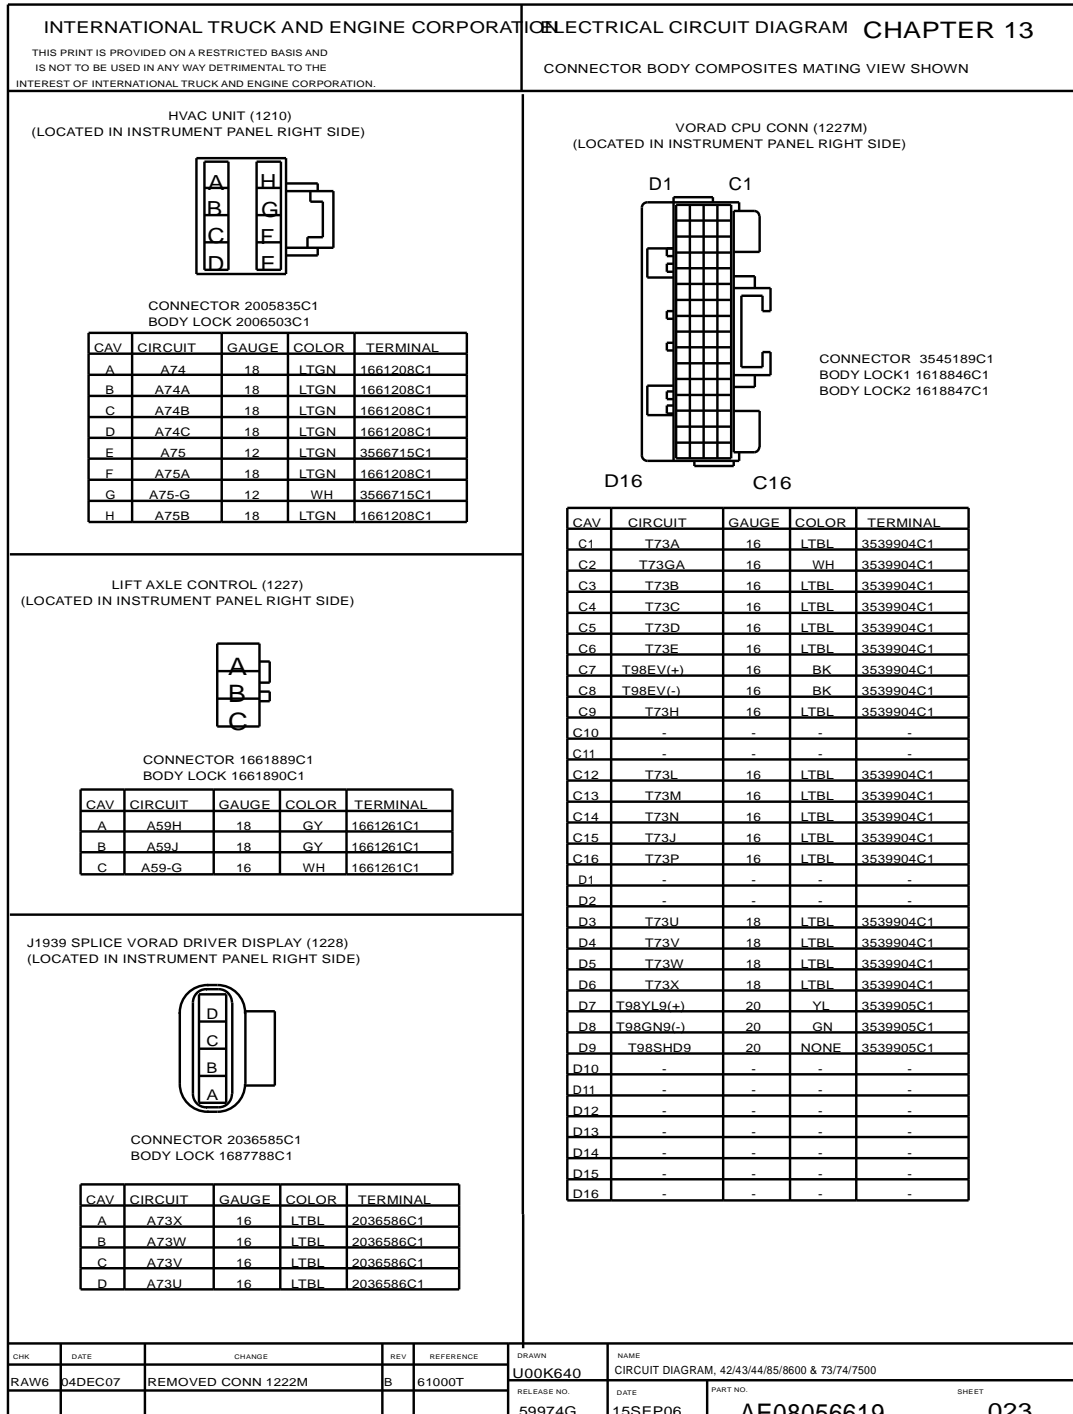 INTERNATIONAL TRUCK AND ENGINE CORPORATION
THIS PRINT IS PROVIDED ON A RESTRICTED BASIS AND
IS NOT TO BE USED IN ANY WAY DETRIMENTAL TO THE
INTEREST OF INTERNATIONAL TRUCK AND ENGINE CORPORATION.
ELECTRICAL CIRCUIT DIAGRAM CHAPTER 13
CONNECTOR BODY COMPOSITES MATING VIEW SHOWN
HVAC UNIT (1210)
(LOCATED IN INSTRUMENT PANEL RIGHT SIDE)
A H
B G
C F
D E
CONNECTOR 2005835C1
BODY LOCK 2006503C1
CAV CIRCUIT GAUGE COLOR TERMINAL
A A74 18 LTGN 1661208C1
B A74A 18 LTGN 1661208C1
C A74B 18 LTGN 1661208C1
D A74C 18 LTGN 1661208C1
E A75 12 LTGN 3566715C1
F A75A 18 LTGN 1661208C1
G A75-G 12 WH 3566715C1
H A75B 18 LTGN 1661208C1
LIFT AXLE CONTROL (1227)
(LOCATED IN INSTRUMENT PANEL RIGHT SIDE)
A
B
C
CONNECTOR 1661889C1
BODY LOCK 1661890C1
CAV CIRCUIT GAUGE COLOR TERMINAL
A A59H 18 GY 1661261C1
B A59J 18 GY 1661261C1
C A59-G 16 WH 1661261C1
J1939 SPLICE VORAD DRIVER DISPLAY (1228)
(LOCATED IN INSTRUMENT PANEL RIGHT SIDE)
D
C
B
A
CONNECTOR 2036585C1
BODY LOCK 1687788C1
CAV CIRCUIT GAUGE COLOR TERMINAL
A A73X 16 LTBL 2036586C1
B A73W 16 LTBL 2036586C1
C A73V 16 LTBL 2036586C1
D A73U 16 LTBL 2036586C1
VORAD CPU CONN (1227M)
(LOCATED IN INSTRUMENT PANEL RIGHT SIDE)
D1 C1
CONNECTOR 3545189C1
BODY LOCK1 1618846C1
BODY LOCK2 1618847C1
D16 C16
CAV CIRCUIT GAUGE COLOR TERMINAL
C1 T73A 16 LTBL 3539904C1
C2 T73GA 16 WH 3539904C1
C3 T73B 16 LTBL 3539904C1
C4 T73C 16 LTBL 3539904C1
C5 T73D 16 LTBL 3539904C1
C6 T73E 16 LTBL 3539904C1
C7 T98EV(+) 16 BK 3539904C1
C8 T98EV(-) 16 BK 3539904C1
C9 T73H 16 LTBL 3539904C1
C10 - - - -
C11 - - - -
C12 T73L 16 LTBL 3539904C1
C13 T73M 16 LTBL 3539904C1
C14 T73N 16 LTBL 3539904C1
C15 T73J 16 LTBL 3539904C1
C16 T73P 16 LTBL 3539904C1
D1 - - - -
D2 - - - -
D3 T73U 18 LTBL 3539904C1
D4 T73V 18 LTBL 3539904C1
D5 T73W 18 LTBL 3539904C1
D6 T73X 18 LTBL 3539904C1
D7 T98YL9(+) 20 YL 3539905C1
D8 T98GN9(-) 20 GN 3539905C1
D9 T98SHD9 20 NONE 3539905C1
D10 - - - -
D11 - - - -
D12 - - - -
D13 - - - -
D14 - - - -
D15 - - - -
D16 - - - -
CHK DATE CHANGE REV REFERENCE
RAW6 04DEC07 REMOVED CONN 1222M B 61000T
DRAWN NAME
U00K640 CIRCUIT DIAGRAM, 42/43/44/85/8600 & 73/74/7500
RELEASE NO. DATE PART NO. SHEET
59974G 15SEP06 AE08056619 023